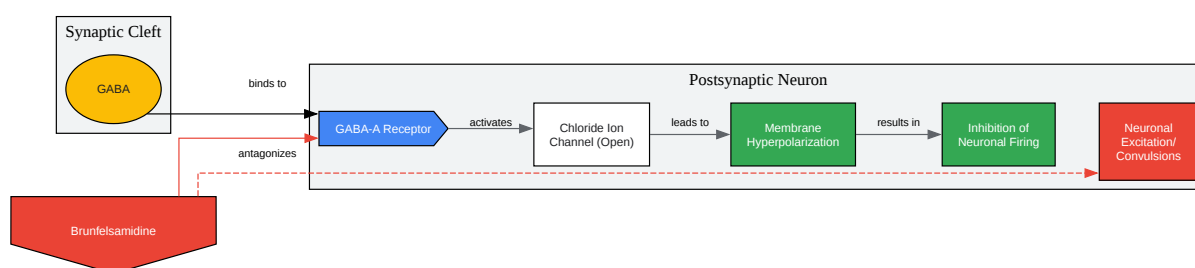 Synaptic Cleft
GABA
binds to
Postsynaptic Neuron
GABA-A Receptor
activates
Chloride Ion
Channel (Open)
leads to
Membrane
Hyperpolarization
results in
Inhibition of
Neuronal Firing
Neuronal
Excitation/
Convulsions
antagonizes
Brunfelsamidine